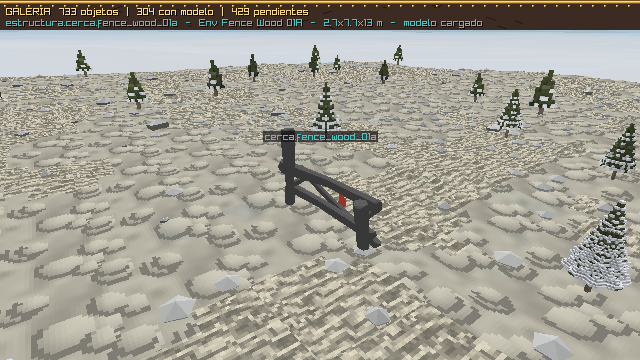 GALERÍA 733 objetos | 304 con modelo | 429 pendientes
estructura.cerca.fence_wood_01a - Env Fence Wood 01A - 2.7x7.7x13 m - modelo cargado
cerca.fence_wood_01a